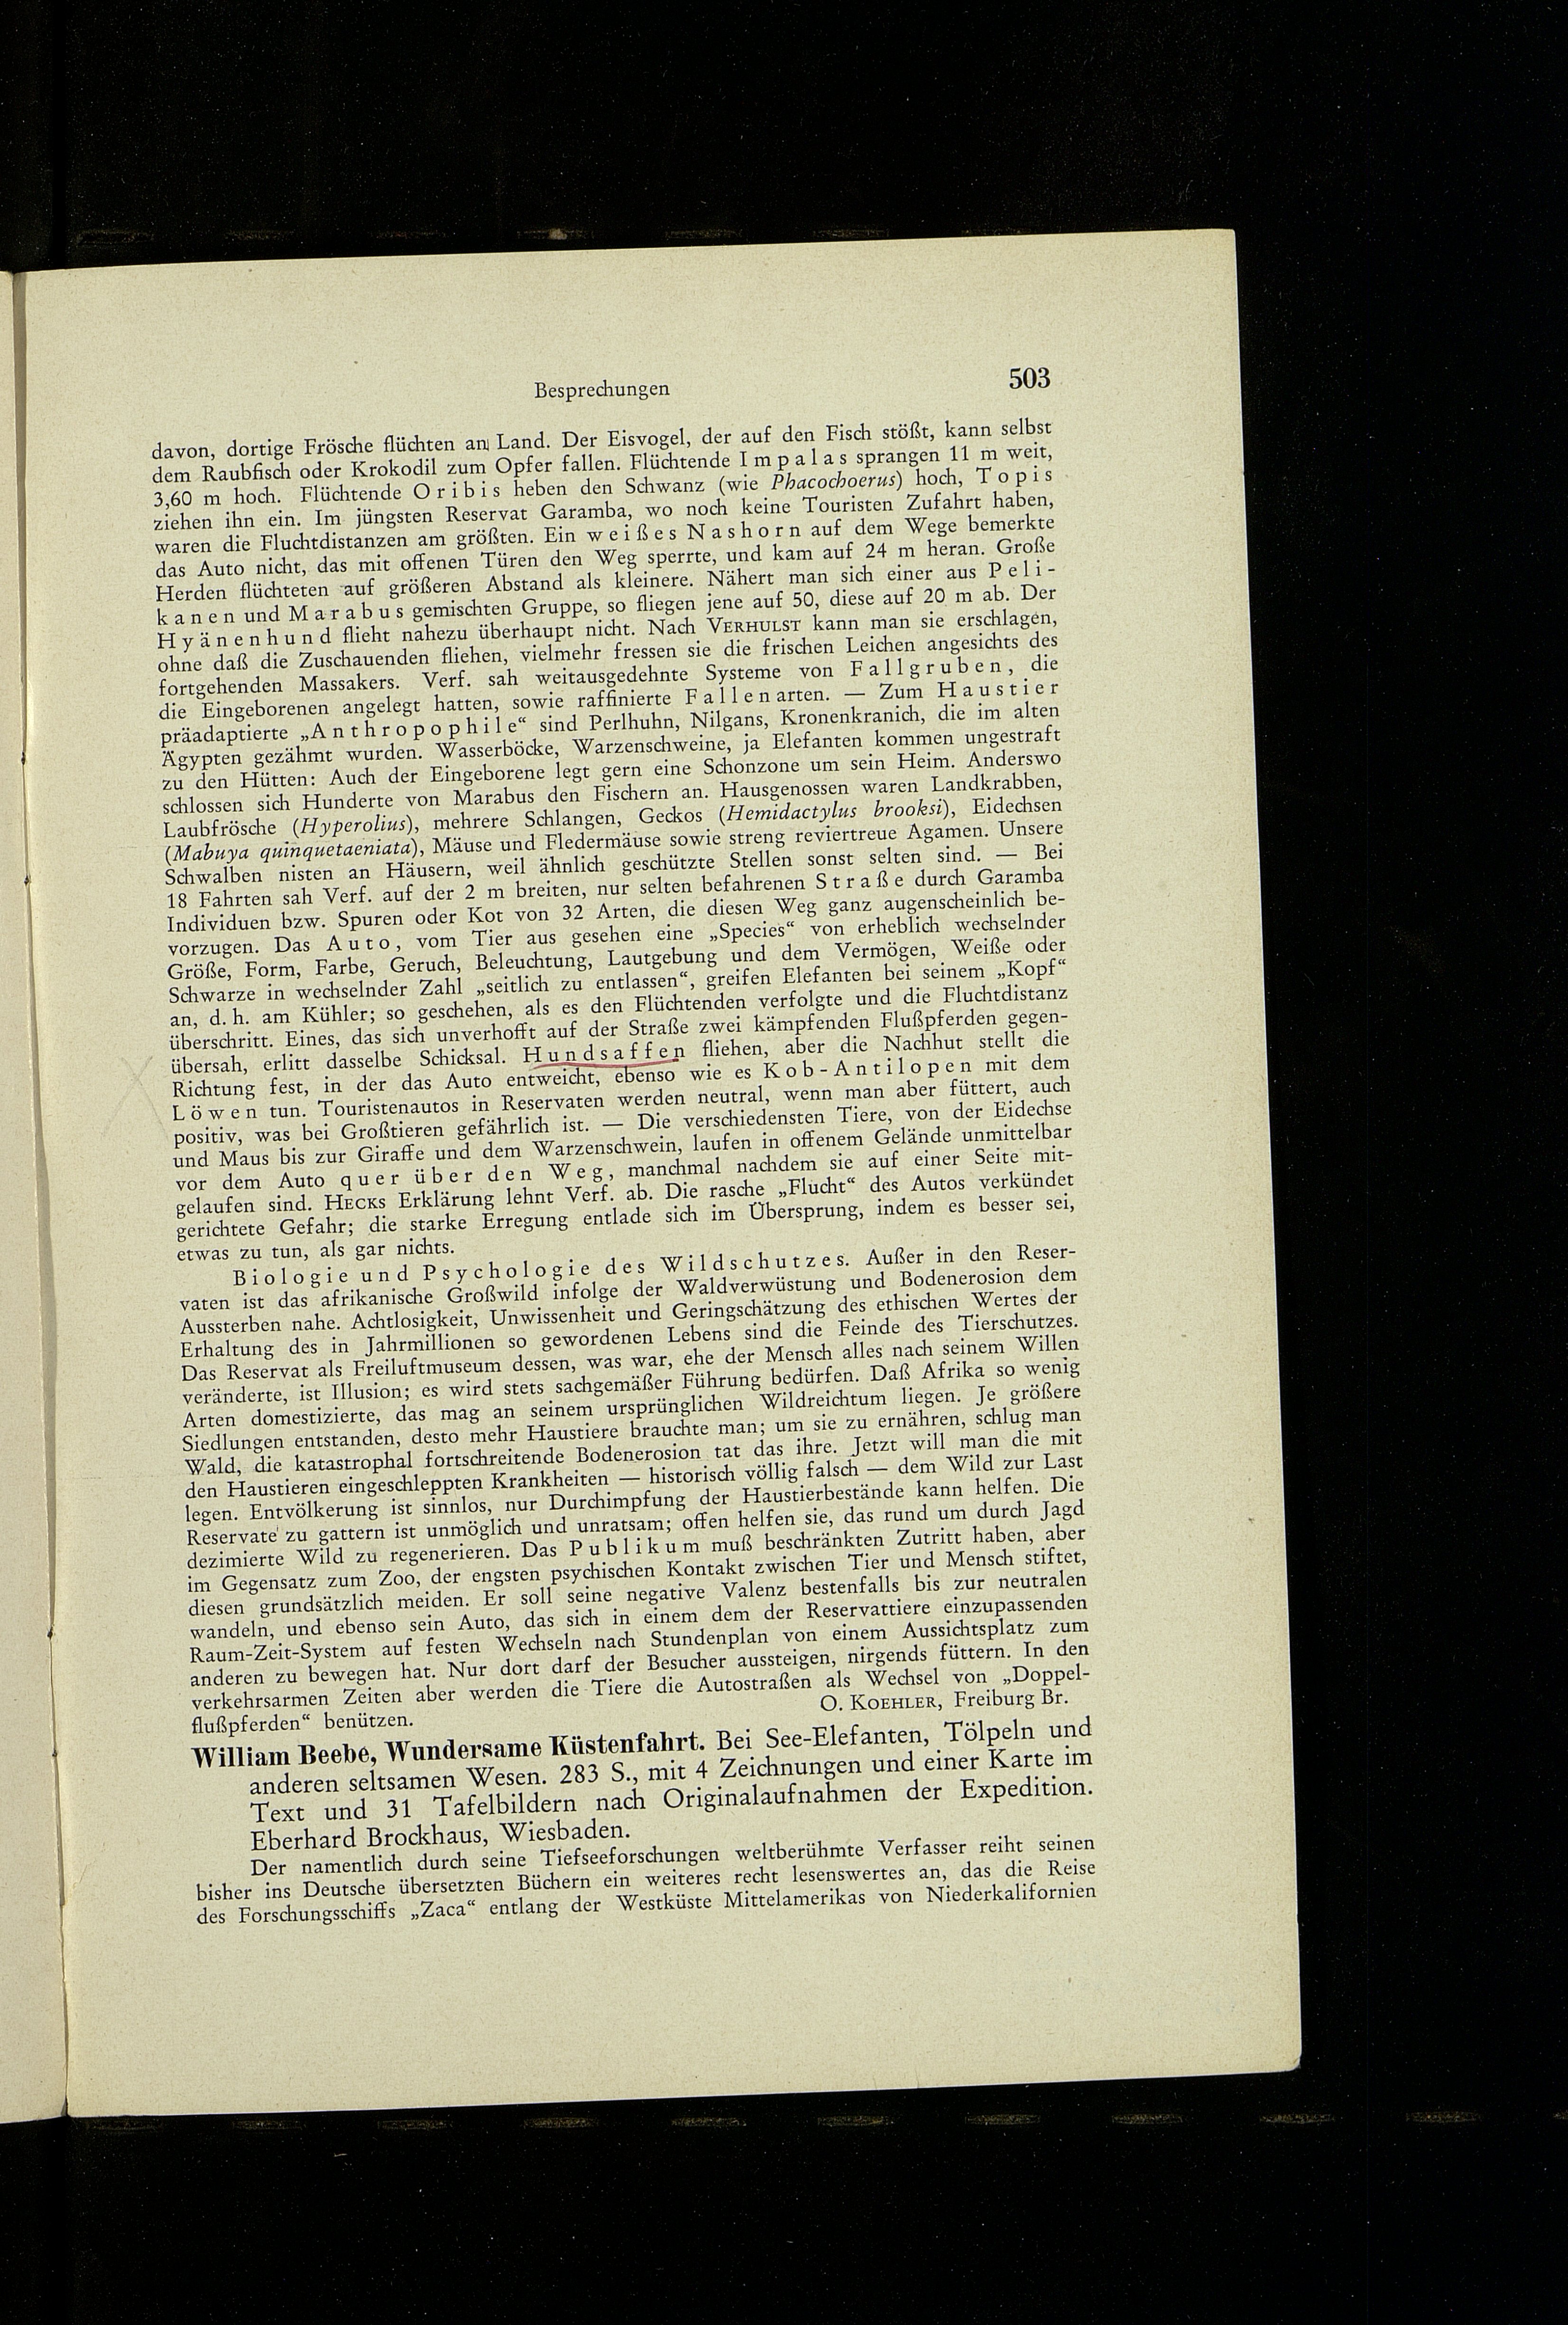 Besprechungen 503
davon, dortige Frösche flüchten an Land. Der Eisvogel, der auf den Fisch stößt, kann selbst
dem Raubfisch oder Krokodil zum Opfer fallen. Flüchtende Impalas sprangen 11 m weit,
3,60 m hoch. Flüchtende Oribis heben den Schwanz (wie Phacochoerus) hoch, Topis
ziehen ihn ein. Im jüngsten Reservat Garamba, wo noch keine Touristen Zufahrt haben,
waren die Fluchtdistanzen am größten. Ein weißes Nashorn auf dem Wege bemerkte
das Auto nicht, das mit offenen Türen den Weg sperrte, und kam auf 24 m heran. Große
Herden flüchteten auf größeren Abstand als kleinere. Nähert man sich einer aus Peli-
kanen und Marabus gemischten Gruppe, so fliegen jene auf 50, diese auf 20 m ab. Der
Hyänenhund flieht nahezu überhaupt nicht. Nach VERHULST kann man sie erschlagen,
ohne daß die Zuschauenden fliehen, vielmehr fressen sie die frischen Leichen angesichts des
fortgehenden Massakers. Verf. sah weitausgedehnte Systeme von Fallgruben, die
die Eingeborenen angelegt hatten, sowie raffinierte Fallenarten. — Zum Haustier
präadaptierte „Anthropophile“ sind Perlhuhn, Nilgans, Kronenkranich, die im alten
Ägypten gezähmt wurden. Wasserböcke, Warzenschweine, ja Elefanten kommen ungestraft
zu den Hütten: Auch der Eingeborene legt gern eine Schonzone um sein Heim. Anderswo
schlossen sich Hunderte von Marabus den Fischern an. Hausgenossen waren Landkrabben,
Laubfrösche (Hyperolius), mehrere Schlangen, Geckos (Hemidactylus brooksi), Eidechsen
(Mabuya quinquetaeniata), Mäuse und Fledermäuse sowie streng reviertreue Agamen. Unsere
Schwalben nisten an Häusern, weil ähnlich geschützte Stellen sonst selten sind. — Bei
18 Fahrten sah Verf. auf der 2 m breiten, nur selten befahrenen Straße durch Garamba
Individuen bzw. Spuren oder Kot von 32 Arten, die diesen Weg ganz augenscheinlich be-
vorzugen. Das Auto, vom Tier aus gesehen eine „Species“ von erheblich wechselnder
Größe, Form, Farbe, Geruch, Beleuchtung, Lautgebung und dem Vermögen, Weiße oder
Schwarze in wechselnder Zahl „seitlich zu entlassen“, greifen Elefanten bei seinem „Kopf“
an, d. h. am Kühler; so geschehen, als es den Flüchtenden verfolgte und die Fluchtdistanz
überschritt. Eines, das sich unverhofft auf der Straße zwei kämpfenden Flußpferden gegen-
übersah, erlitt dasselbe Schicksal. Hundsaffen fliehen, aber die Nachhut stellt die
Richtung fest, in der das Auto entweicht, ebenso wie es Kob-Antilopen mit dem
Löwen tun. Touristenautos in Reservaten werden neutral, wenn man aber füttert, auch
positiv, was bei Großtieren gefährlich ist. — Die verschiedensten Tiere, von der Eidechse
und Maus bis zur Giraffe und dem Warzenschwein, laufen in offenem Gelände unmittelbar
vor dem Auto quer über den Weg, manchmal nachdem sie auf einer Seite mit-
gelaufen sind. HECKS Erklärung lehnt Verf. ab. Die rasche „Flucht“ des Autos verkündet
gerichtete Gefahr; die starke Erregung entlade sich im Übersprung, indem es besser sei,
etwas zu tun, als gar nichts.
Biologie und Psychologie des Wildschutzes. Außer in den Reser-
vaten ist das afrikanische Großwild infolge der Waldverwüstung und Bodenerosion dem
Aussterben nahe. Achtlosigkeit, Unwissenheit und Geringschätzung des ethischen Wertes der
Erhaltung des in Jahrmillionen so gewordenen Lebens sind die Feinde des Tierschutzes.
Das Reservat als Freiluftmuseum dessen, was war, ehe der Mensch alles nach seinem Willen
veränderte, ist Illusion; es wird stets sachgemäßer Führung bedürfen. Daß Afrika so wenig
Arten domestizierte, das mag an seinem ursprünglichen Wildreichtum liegen. Je größere
Siedlungen entstanden, desto mehr Haustiere brauchte man; um sie zu ernähren, schlug man
Wald, die katastrophal fortschreitende Bodenerosion tat das ihre. Jetzt will man die mit
den Haustieren eingeschleppten Krankheiten — historisch völlig falsch — dem Wild zur Last
legen. Entvölkerung ist sinnlos, nur Durchimpfung der Haustierbestände kann helfen. Die
Reservate zu gattern ist unmöglich und unratsam; offen helfen sie, das rund um durch Jagd
dezimierte Wild zu regenerieren. Das Publikum muß beschränkten Zutritt haben, aber
im Gegensatz zum Zoo, der engsten psychischen Kontakt zwischen Tier und Mensch stiftet,
diesen grundsätzlich meiden. Er soll seine negative Valenz bestenfalls bis zur neutralen
wandeln, und ebenso sein Auto, das sich in einem dem der Reservattiere einzupassenden
Raum-Zeit-System auf festen Wechseln nach Stundenplan von einem Aussichtsplatz zum
anderen zu bewegen hat. Nur dort darf der Besucher aussteigen, nirgends füttern. In den
verkehrsarmen Zeiten aber werden die Tiere die Autostraßen als Wechsel von „Doppel-
flußpferden“ benützen. O. KOEHLER, Freiburg Br.
William Beebe, Wundersame Küstenfahrt. Bei See-Elefanten, Tölpeln und
anderen seltsamen Wesen. 283 S., mit 4 Zeichnungen und einer Karte im
Text und 31 Tafelbildern nach Originalaufnahmen der Expedition.
Eberhard Brockhaus, Wiesbaden.
Der namentlich durch seine Tiefseeforschungen weltberühmte Verfasser reiht seinen
bisher ins Deutsche übersetzten Büchern ein weiteres recht lesenswertes an, das die Reise
des Forschungsschiffs „Zaca“ entlang der Westküste Mittelamerikas von Niederkalifornien